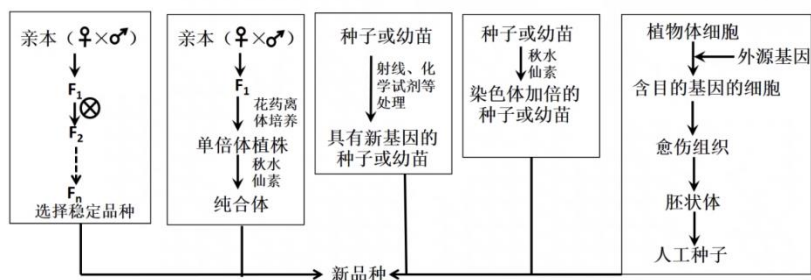 亲本（♀×♂）
F₁
F₂
Fₙ
选择稳定品种
亲本（♀×♂）
F₁
花药离
体培养
单倍体植株
秋水
仙素
纯合体
种子或幼苗
射线、化
学试剂等
处理
具有新基因的
种子或幼苗
种子或幼苗
秋水
仙素
染色体加倍的
种子或幼苗
植物体细胞
外源基因
含目的基因的细胞
愈伤组织
胚状体
人工种子
新品种